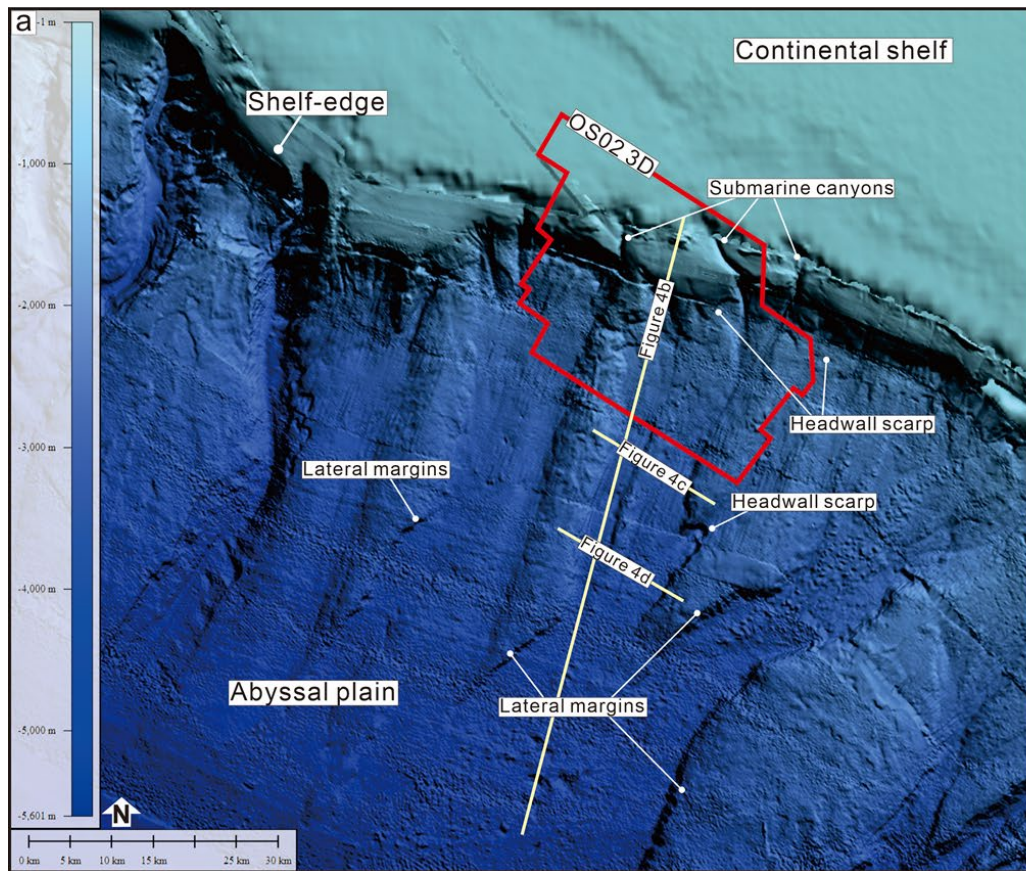 a
-1 m
Continental shelf
Shelf-edge
OS02 3D
-1,000 m
Submarine canyons
-2,000 m
Figure 4b
Headwall scarp
-3,000 m
Lateral margins
Figure 4c
Headwall scarp
Figure 4d
-4,000 m
Abyssal plain
Lateral margins
-5,000 m
-5,601 m
N
0 km 5 km 10 km 15 km 25 km 30 km